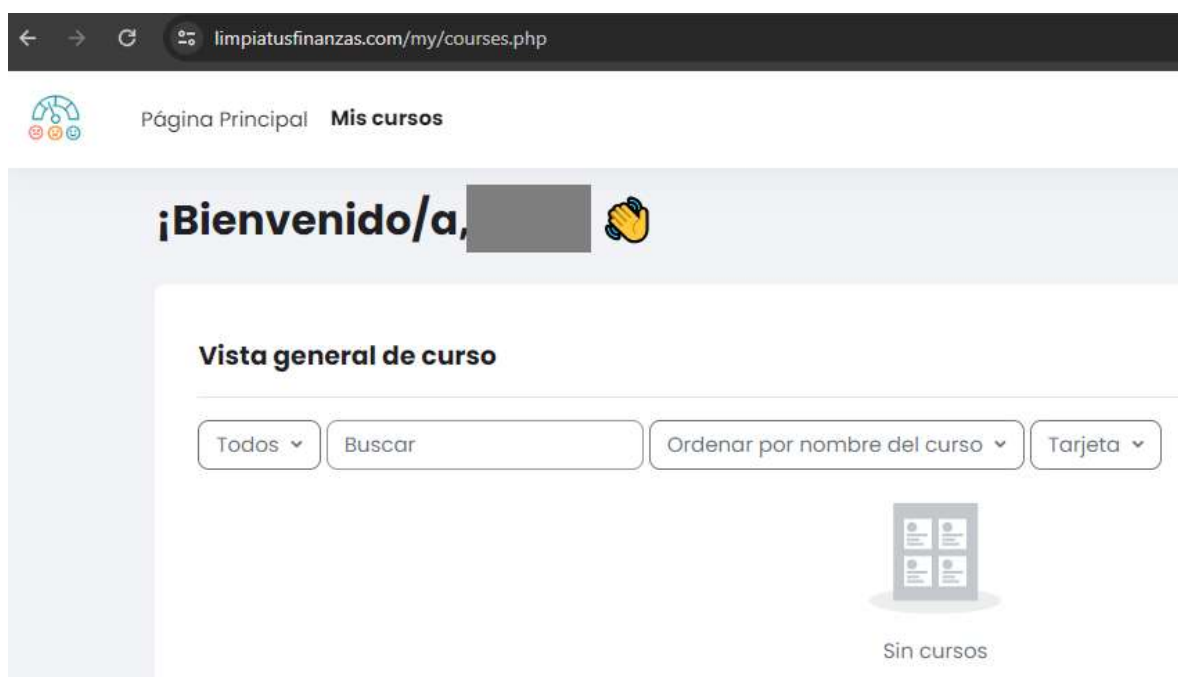 limpiatusfinanzas.com/my/courses.php
Página Principal Mis cursos
¡Bienvenido/a,
Vista general de curso
Todos Buscar Ordenar por nombre del curso Tarjeta
Sin cursos